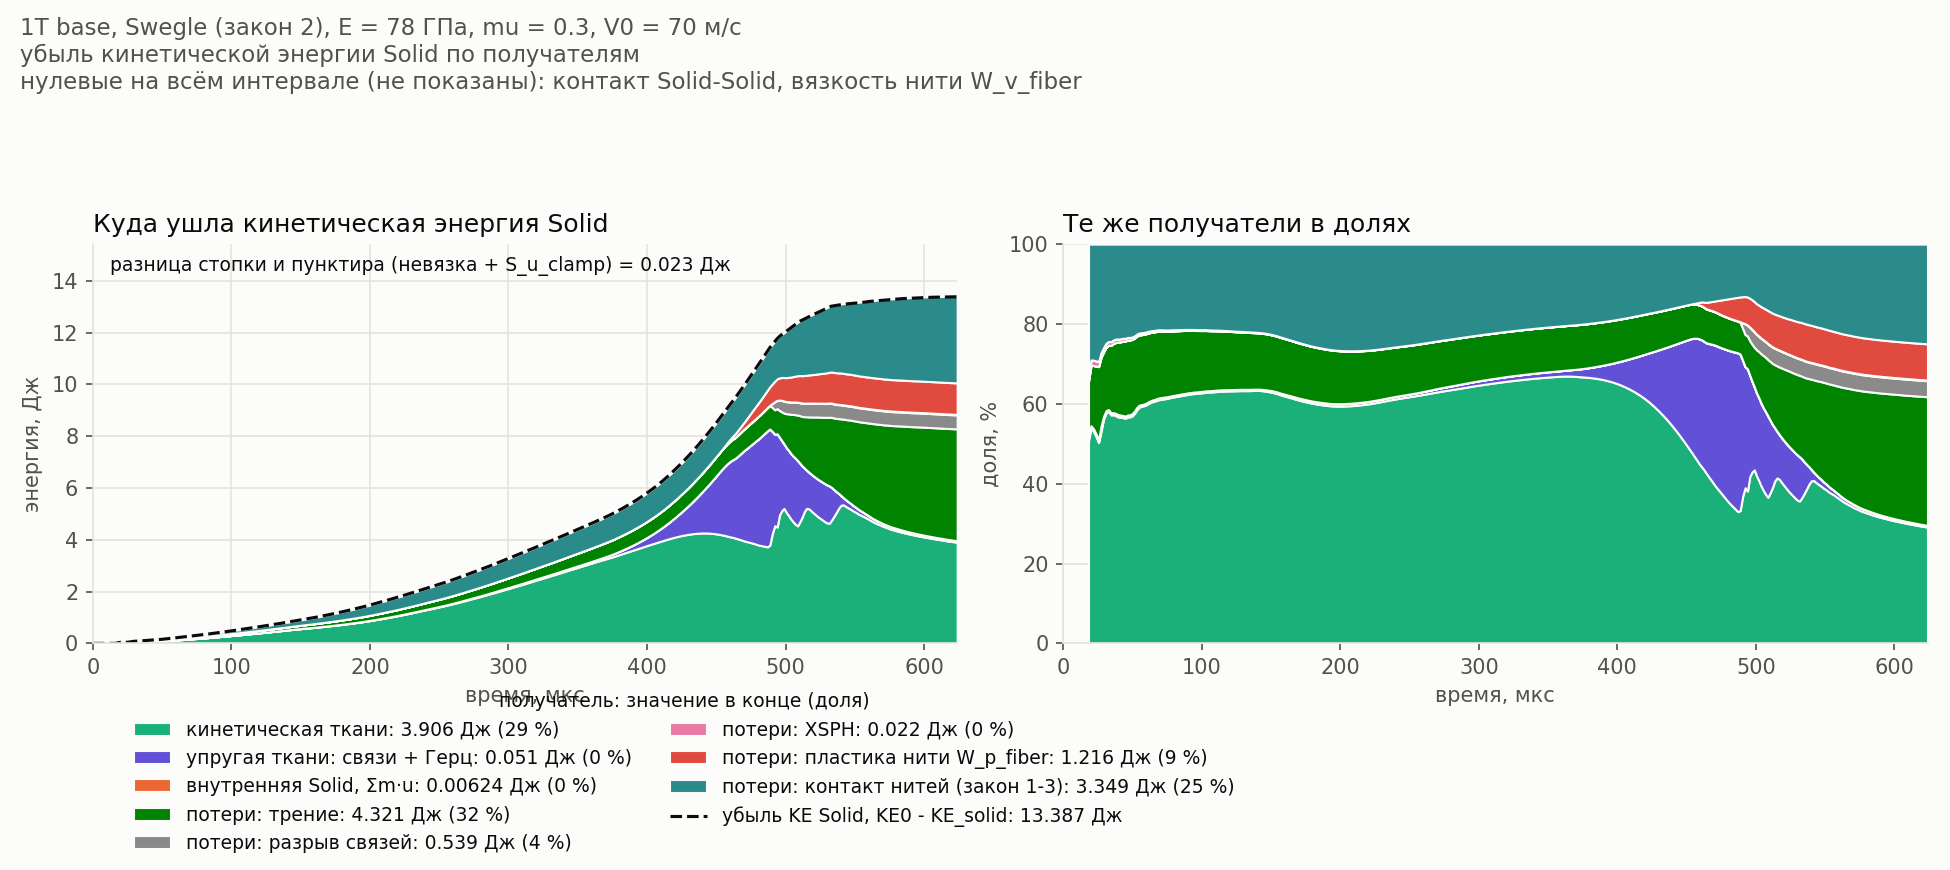 1T base, Swegle (закон 2), E = 78 ГПа, mu = 0.3, V0 = 70 м/с
убыль кинетической энергии Solid по получателям
нулевые на всём интервале (не показаны): контакт Solid-Solid, вязкость нити W_v_fiber
Куда ушла кинетическая энергия Solid
разница стопки и пунктира (невязка + S_u_clamp) = 0.023 Дж
энергия, Дж
14
12
10
8
6
4
2
0
0 100 200 300 400 500 600
время, мкс
Те же получатели в долях
доля, %
100
80
60
40
20
0
0 100 200 300 400 500 600
время, мкс
получатель: значение в конце (доля)
кинетическая ткани: 3.906 Дж (29 %)
упругая ткани: связи + Герц: 0.051 Дж (0 %)
внутренняя Solid, Σm·u: 0.00624 Дж (0 %)
потери: трение: 4.321 Дж (32 %)
потери: разрыв связей: 0.539 Дж (4 %)
потери: XSPH: 0.022 Дж (0 %)
потери: пластика нити W_p_fiber: 1.216 Дж (9 %)
потери: контакт нитей (закон 1-3): 3.349 Дж (25 %)
убыль KE Solid, KE0 - KE_solid: 13.387 Дж